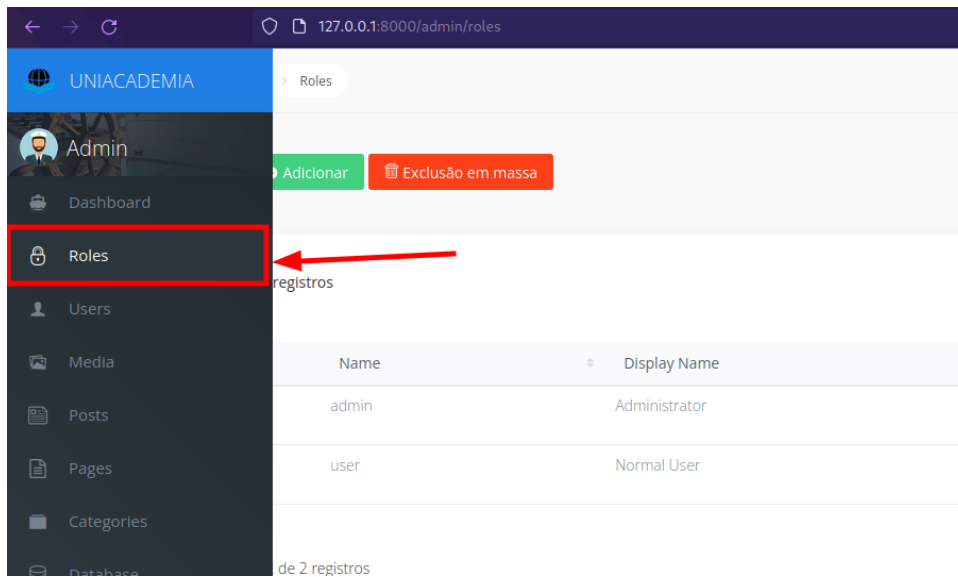 127.0.0.1:8000/admin/roles
UNIACADEMIA
Roles
Admin
Adicionar
Exclusão em massa
Dashboard
Roles
registros
Users
Media
Name
Display Name
admin
Administrator
Posts
user
Normal User
Pages
Categories
de 2 registros
Database